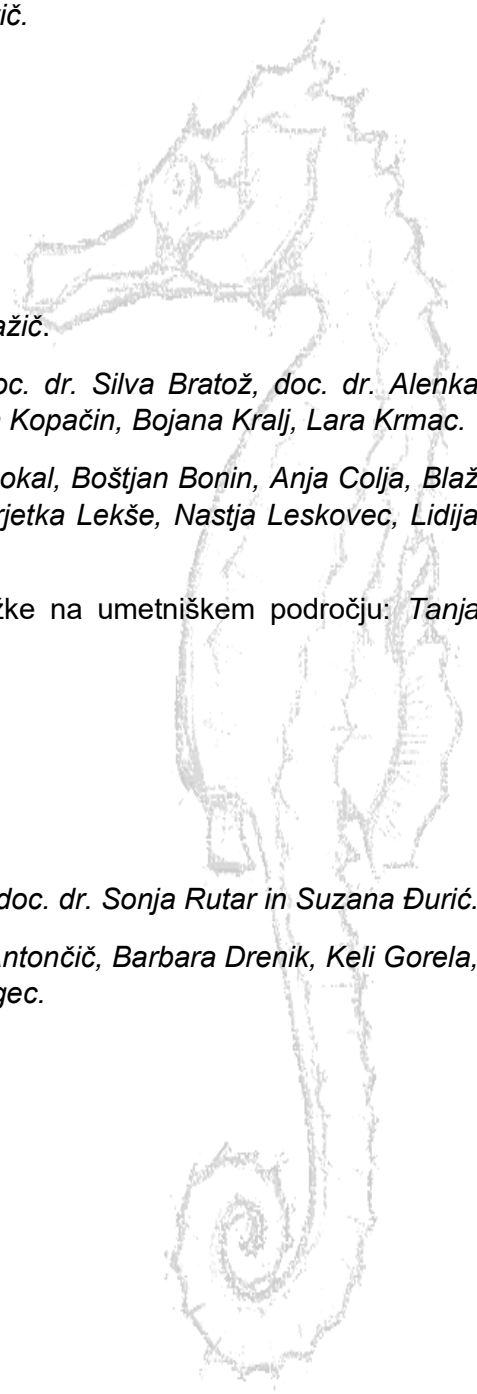 ič.
ažič.
oc. dr. Silva Bratož, doc. dr. Alenka
Kopačin, Bojana Kralj, Lara Krmac.
okal, Boštjan Bonin, Anja Colja, Blaž
rjetka Lekše, Nastja Leskovec, Lidija
žke na umetniškem področju: Tanja
doc. dr. Sonja Rutar in Suzana Đurić.
Antončič, Barbara Drenik, Keli Gorela,
gec.